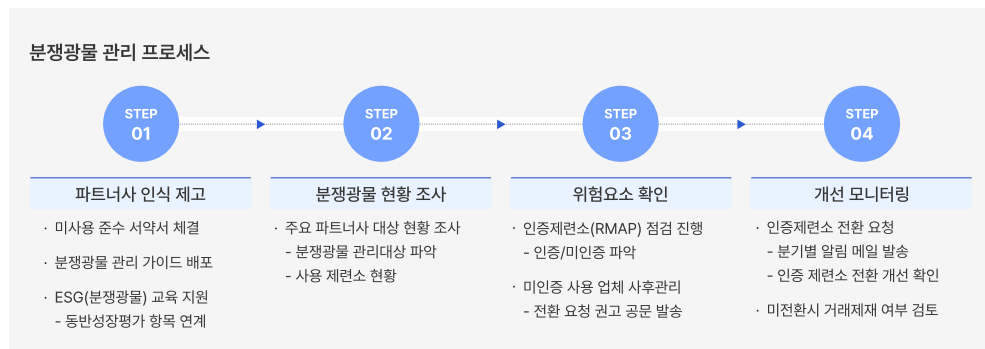 분쟁광물 관리 프로세스
STEP
01
STEP
02
STEP
03
STEP
04
파트너사 인식 제고
· 미사용 준수 서약서 체결
· 분쟁광물 관리 가이드 배포
· ESG(분쟁광물) 교육 지원
- 동반성장평가 항목 연계
분쟁광물 현황 조사
· 주요 파트너사 대상 현황 조사
- 분쟁광물 관리대상 파악
- 사용 제련소 현황
위험요소 확인
· 인증제련소(RMAP) 점검 진행
- 인증/미인증 파악
· 미인증 사용 업체 사후관리
- 전환 요청 권고 공문 발송
개선 모니터링
· 인증제련소 전환 요청
- 분기별 알림 메일 발송
- 인증 제련소 전환 개선 확인
· 미전환시 거래제재 여부 검토